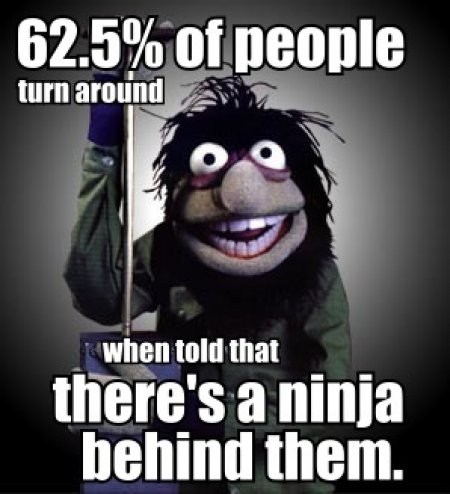 62.5% of people
turn around
when told that
there's a ninja
behind them.